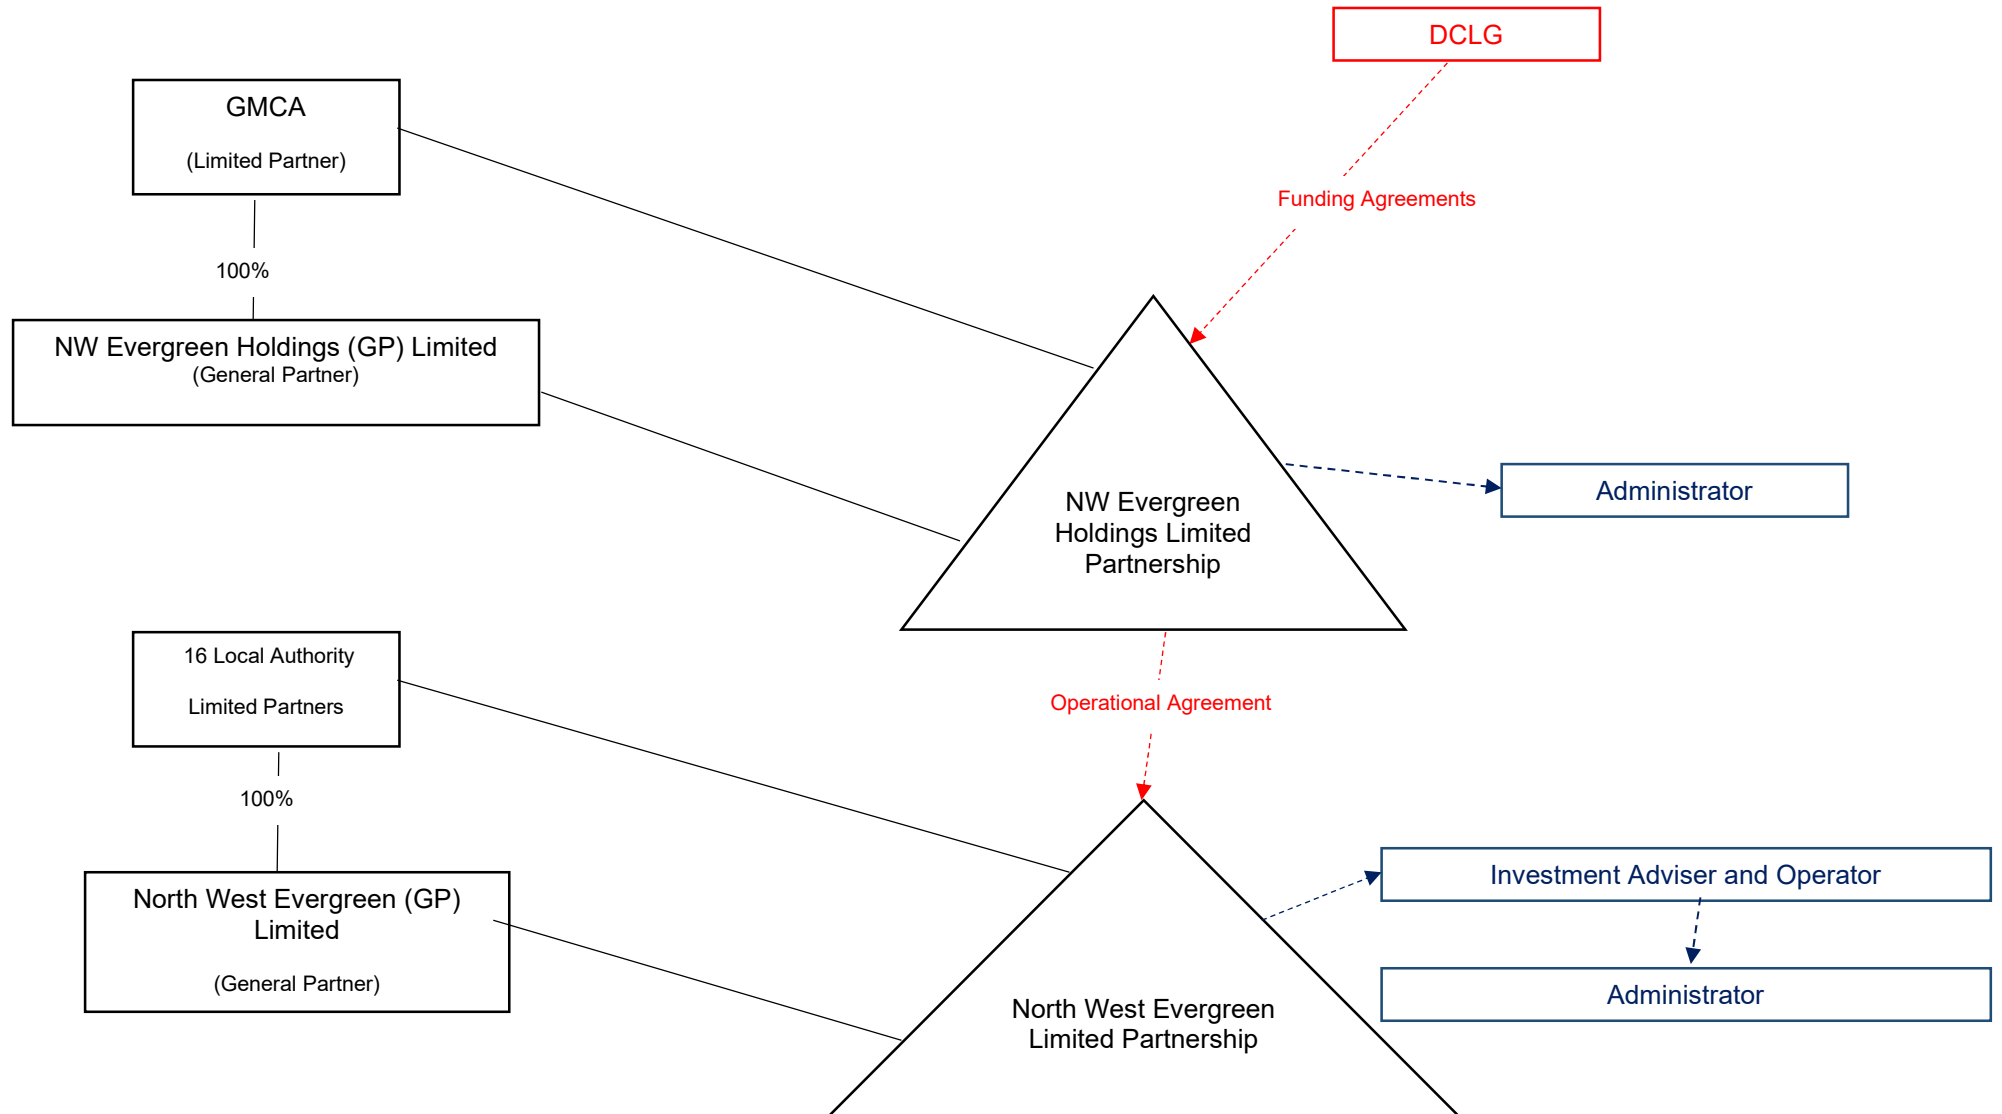 DCLG
GMCA
(Limited Partner)
Funding Agreements
100%
NW Evergreen Holdings (GP) Limited
(General Partner)
NW Evergreen
Holdings Limited
Partnership
Administrator
16 Local Authority
Limited Partners
Operational Agreement
100%
North West Evergreen (GP)
Limited
(General Partner)
Investment Adviser and Operator
Administrator
North West Evergreen
Limited Partnership